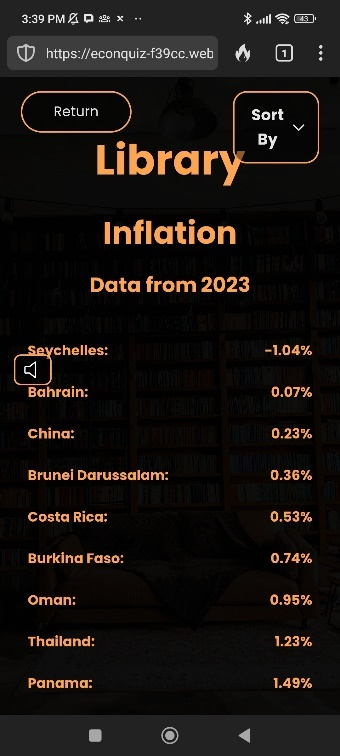 3:39 PM
43
https://econquiz-f39cc.web
1
Return
Sort
By
Library
Inflation
Data from 2023
Seychelles: -1.04%
Bahrain: 0.07%
China: 0.23%
Brunei Darussalam: 0.36%
Costa Rica: 0.53%
Burkina Faso: 0.74%
Oman: 0.95%
Thailand: 1.23%
Panama: 1.49%